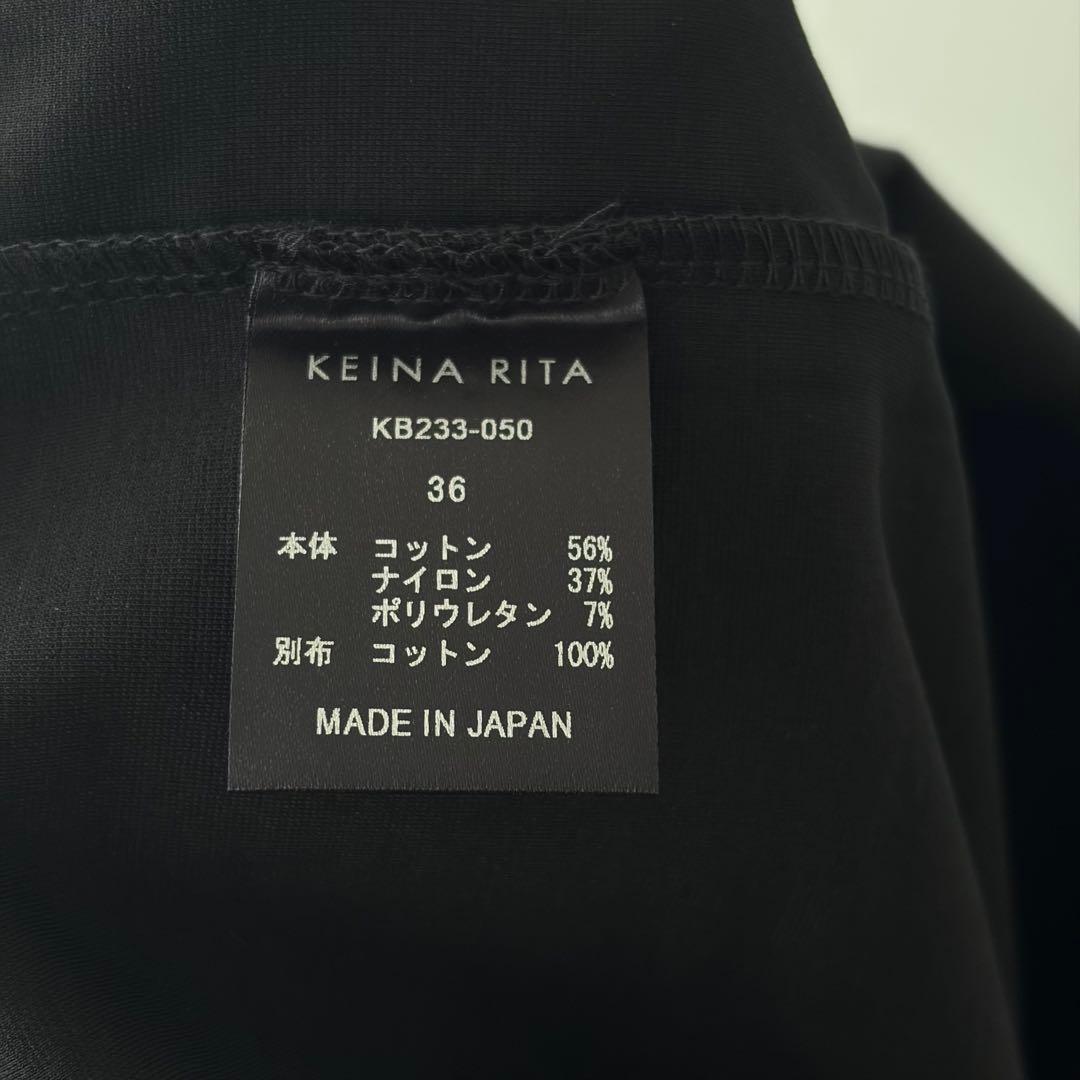 KEINA RITA
KB233-050
36
本体 コットン 56%
ナイロン 37%
ポリウレタン 7%
別布 コットン 100%
MADE IN JAPAN